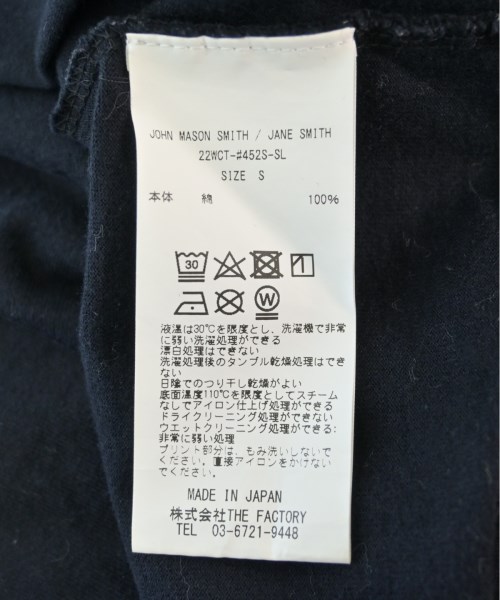 JOHN MASON SMITH / JANE SMITH
22WCT-#452S-SL
SIZE S
本体 綿 100%
30
W
液温は30℃を限度とし、洗濯機で非常
に弱い洗濯処理ができる
漂白処理はできない
洗濯処理後のタンブル乾燥処理はでき
ない
日陰でのつり干し乾燥がよい
底面温度110℃を限度としてスチーム
なしでアイロン仕上げ処理ができる
ドライクリーニング処理ができない
ウエットクリーニング処理ができる:
非常に弱い処理
プリント部分は、もみ洗いしないで
ください。直接アイロンをかけない
でください。
MADE IN JAPAN
株式会社THE FACTORY
TEL 03-6721-9448